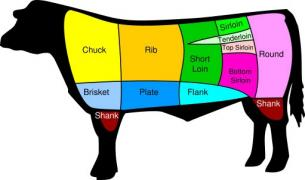 Sirloin
Tenderloin
Top Sirloin
Chuck
Rib
Short
Loin
Round
Bottom
Sirloin
Brisket
Plate
Flank
Shank
Shank